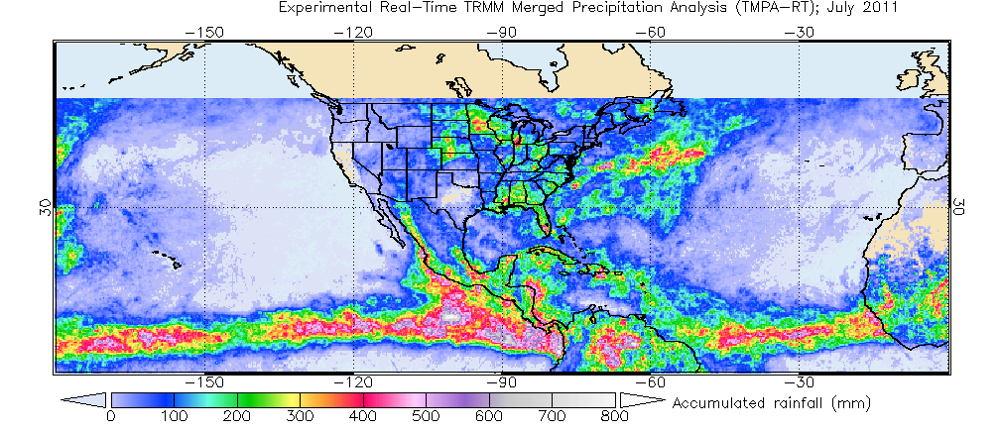 Experimental Real-Time TRMM Merged Precipitation Analysis (TMPA-RT); July 2011
-150 -120 -90 -60 -30
30 30
-150 -120 -90 -60 -30
0 100 200 300 400 500 600 700 800
Accumulated rainfall (mm)